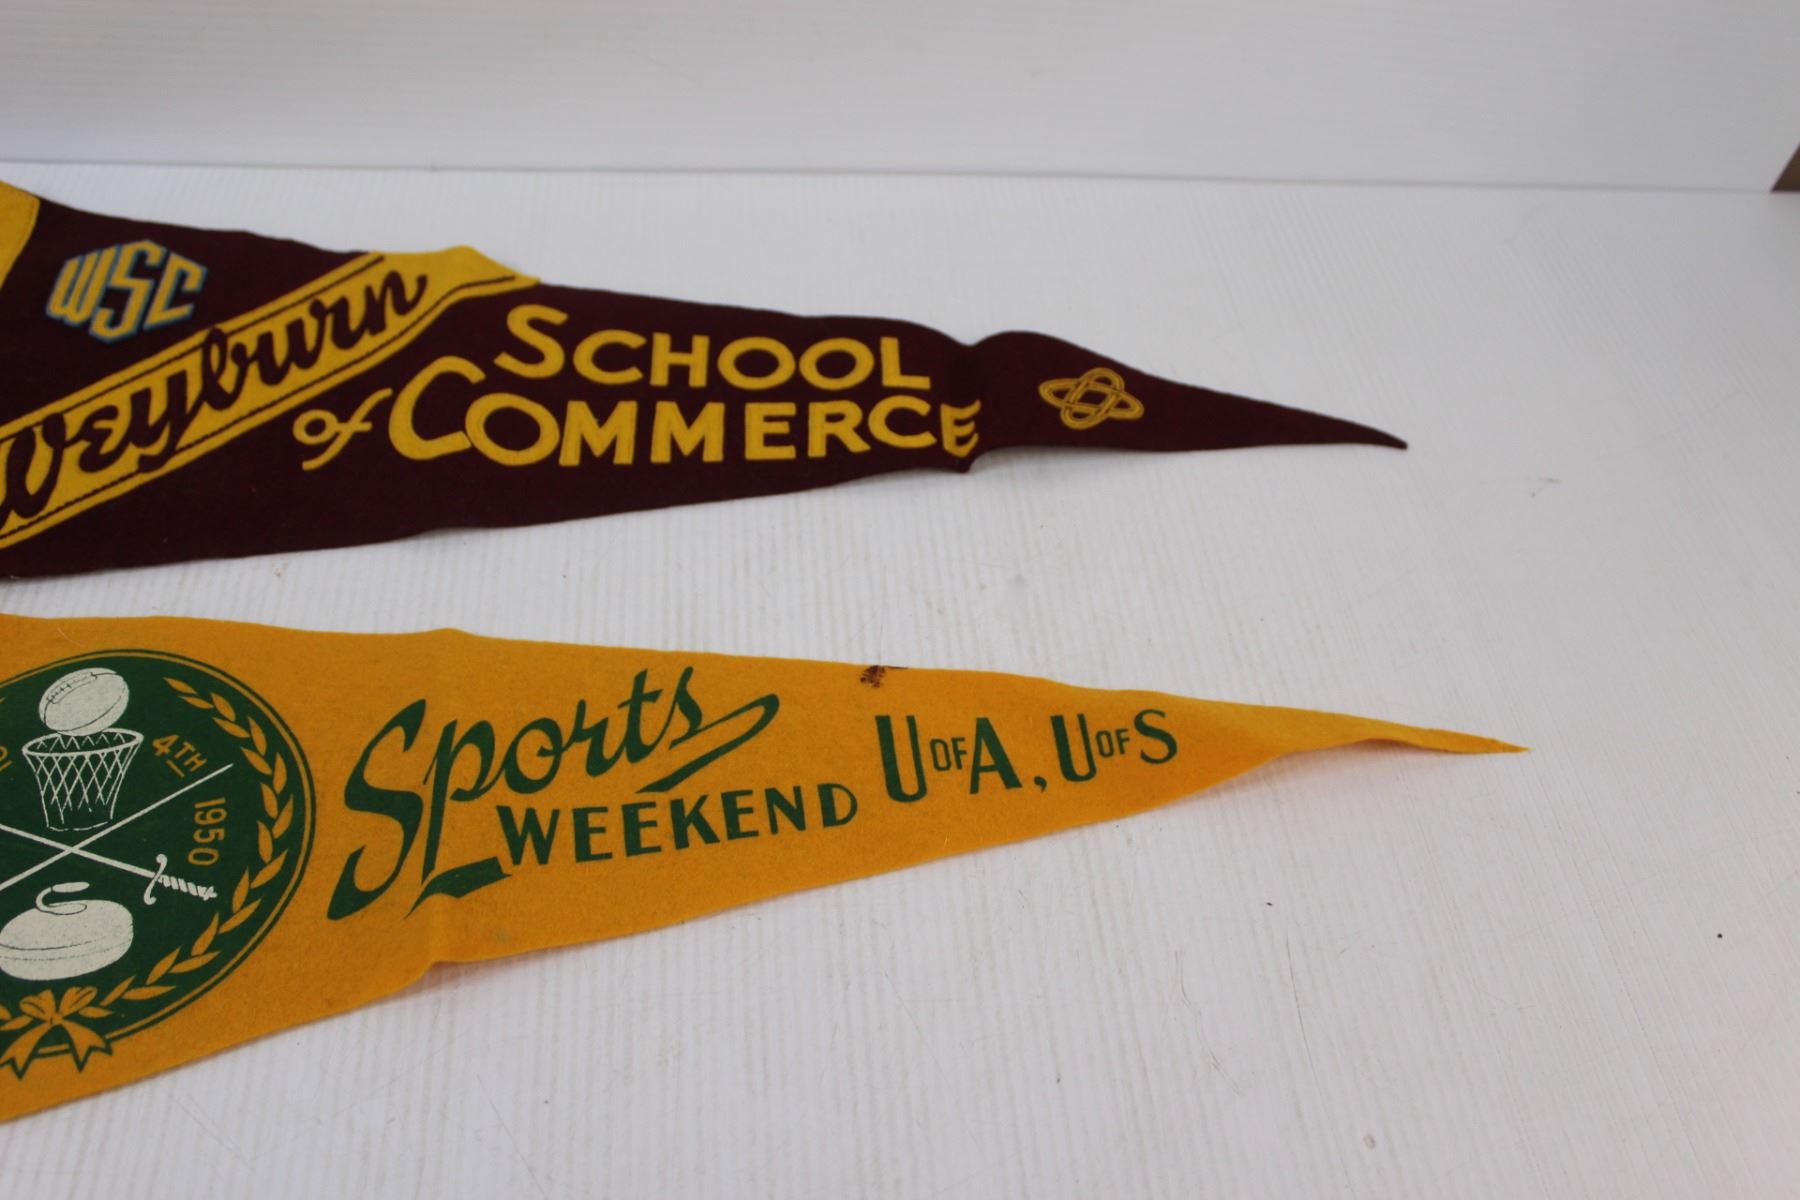 WSC
Weyburn
SCHOOL
of COMMERCE
4TH
1950
Sports
WEEKEND
U OF A, U OF S